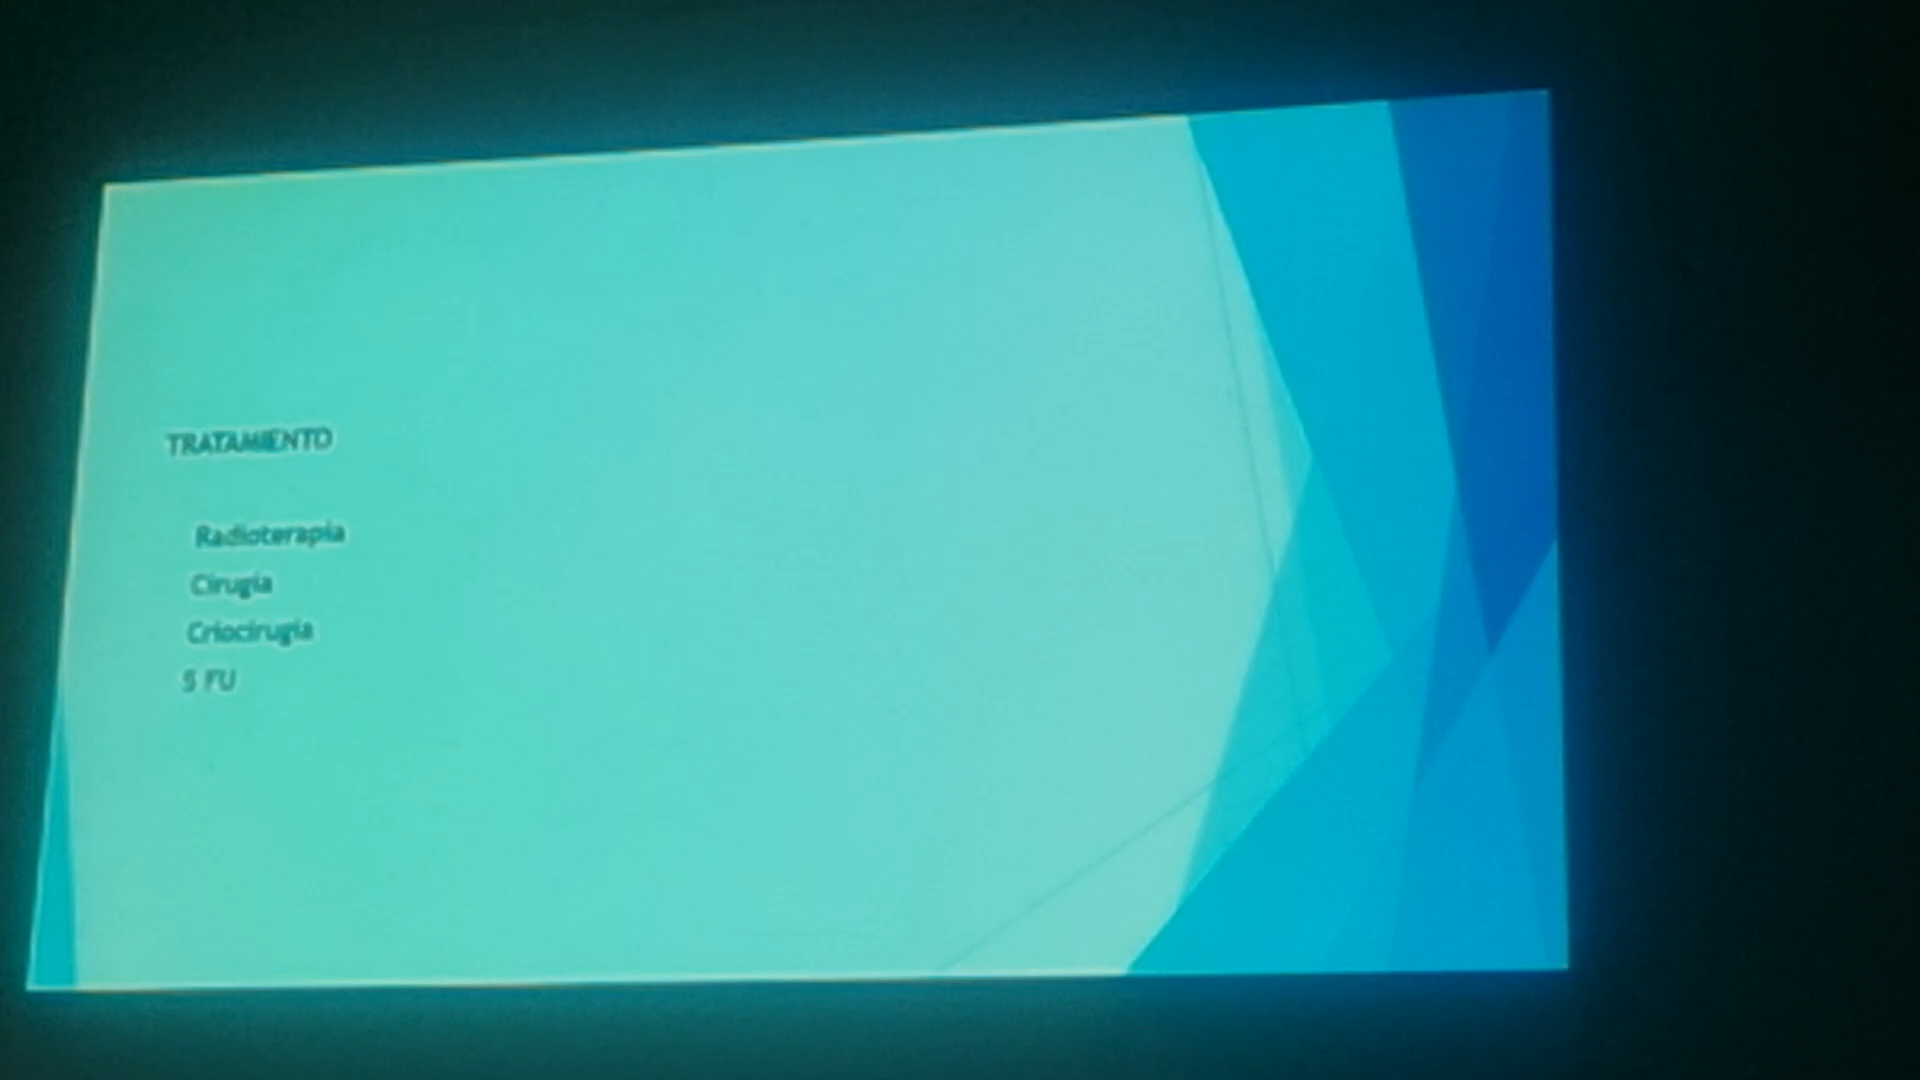 TRATAMIENTO
Radioterapia
Cirugía
Criocirugía
5 FU